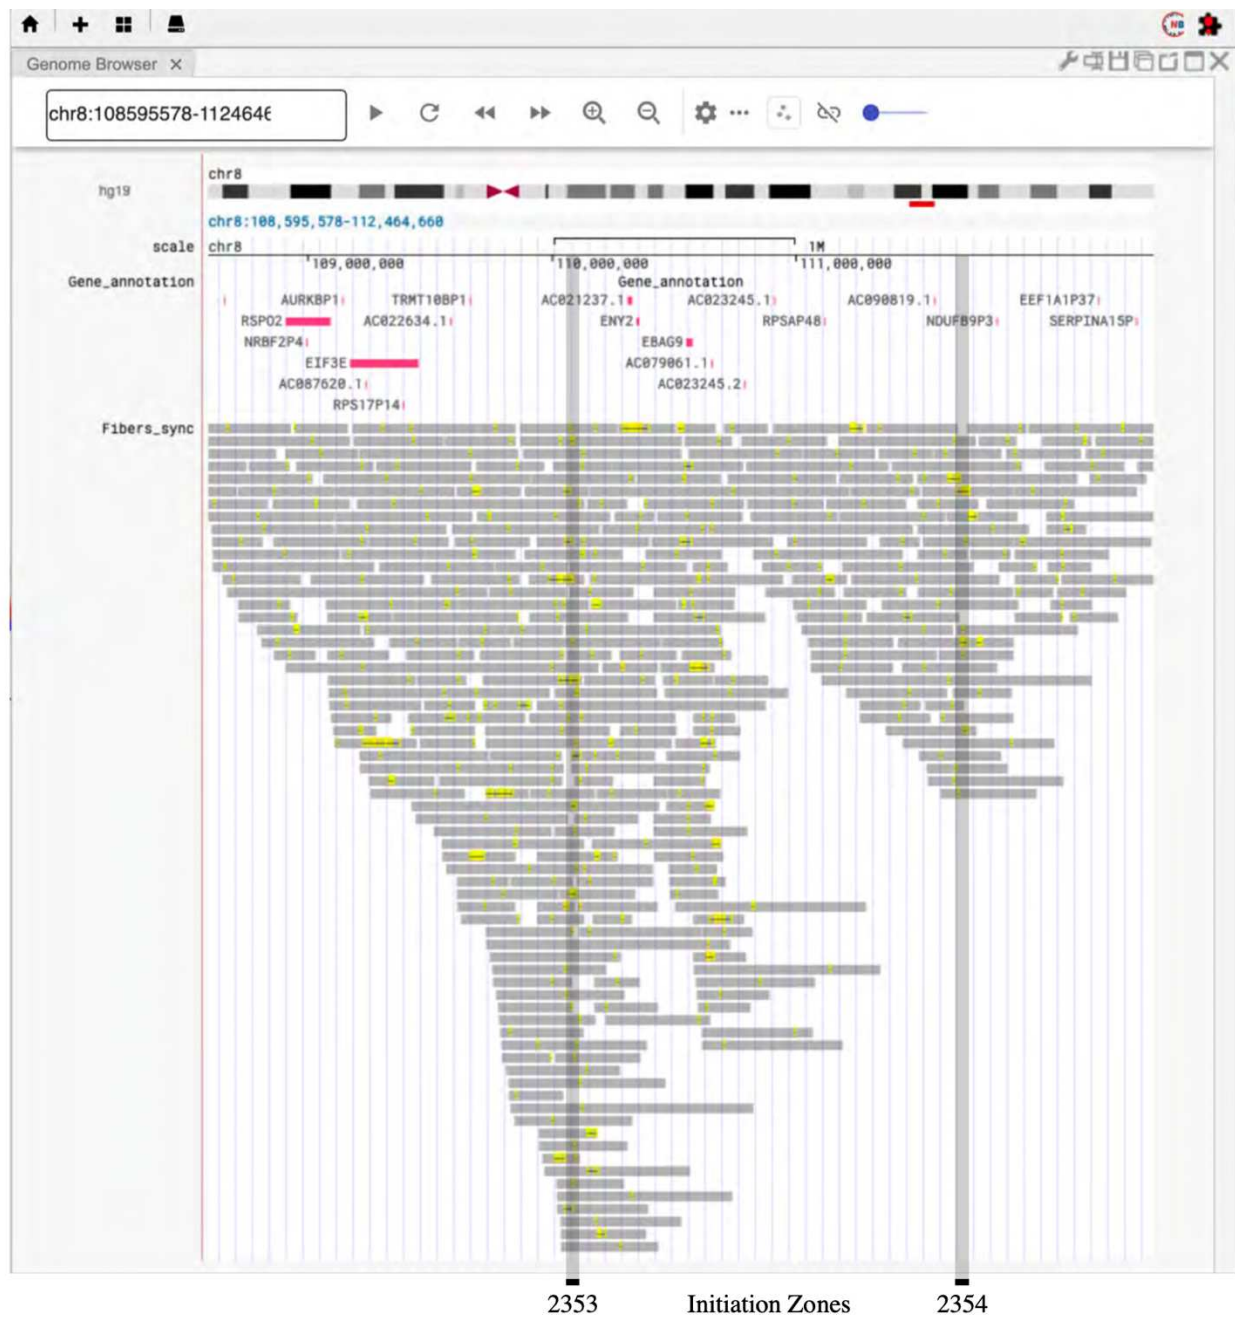 NB
Genome Browser ×
chr8:108595578-1124646
chr8
hg19
chr8:108,595,578-112,464,660
scale chr8 1M
109,000,000 110,000,000 111,000,000
Gene_annotation Gene_annotation
AURKBP1 TRMT10BP1 AC021237.1 AC023245.1 AC090819.1 EEF1A1P37
RSPO2 AC022634.1 ENY2 RPSAP48 NDUFB9P3 SERPINA15P
NRBF2P4 EBAG9
EIF3E AC079061.1
AC087620.1 AC023245.2
RPS17P14
Fibers_sync
2353 Initiation Zones 2354